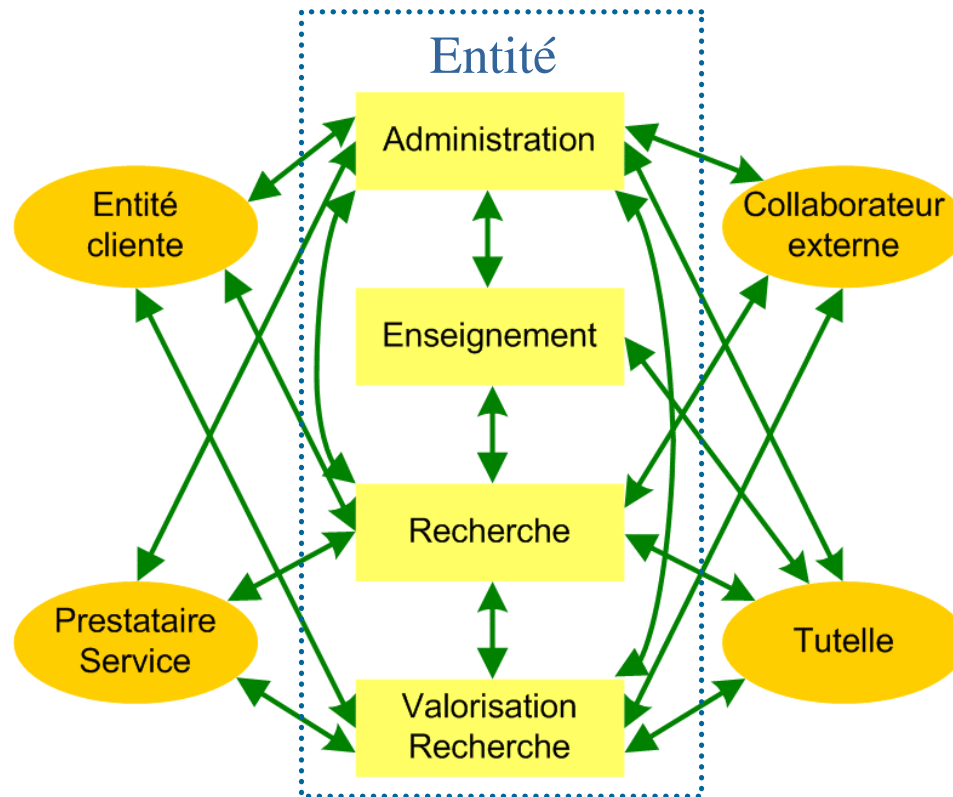 Entité
Administration
Entité
cliente
Collaborateur
externe
Enseignement
Recherche
Prestataire
Service
Tutelle
Valorisation
Recherche